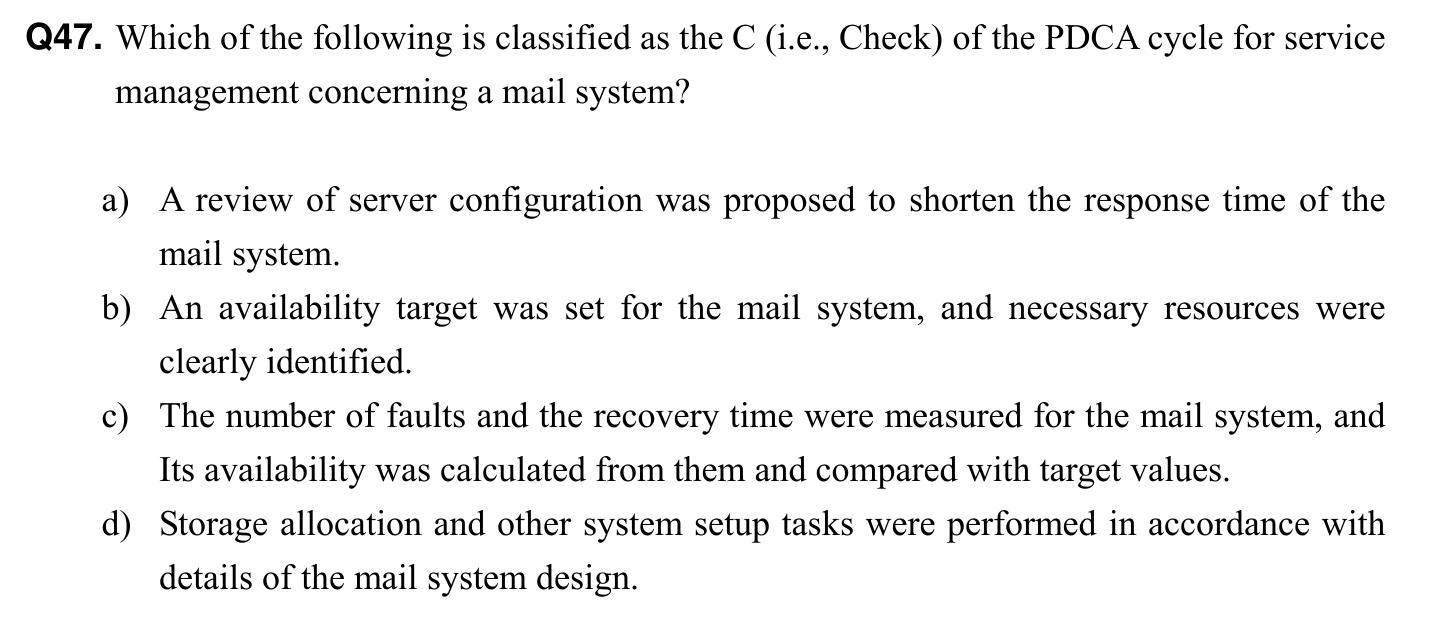 Q47. Which of the following is classified as the C (i.e., Check) of the PDCA cycle for service
management concerning a mail system?
a) A review of server configuration was proposed to shorten the response time of the
mail system.
b) An availability target was set for the mail system, and necessary resources were
clearly identified.
c) The number of faults and the recovery time were measured for the mail system, and
Its availability was calculated from them and compared with target values.
d) Storage allocation and other system setup tasks were performed in accordance with
details of the mail system design.